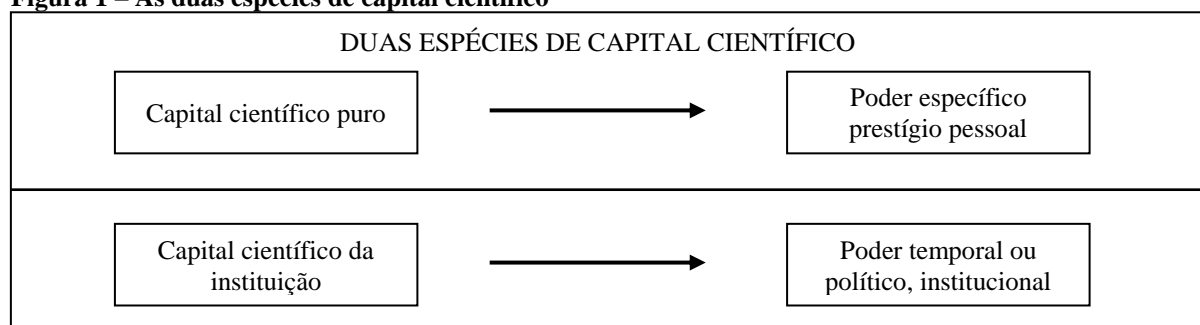 Figura 1 – As duas espécies de capital científico
DUAS ESPÉCIES DE CAPITAL CIENTÍFICO
Capital científico puro
Poder específico
prestígio pessoal
Capital científico da
instituição
Poder temporal ou
político, institucional